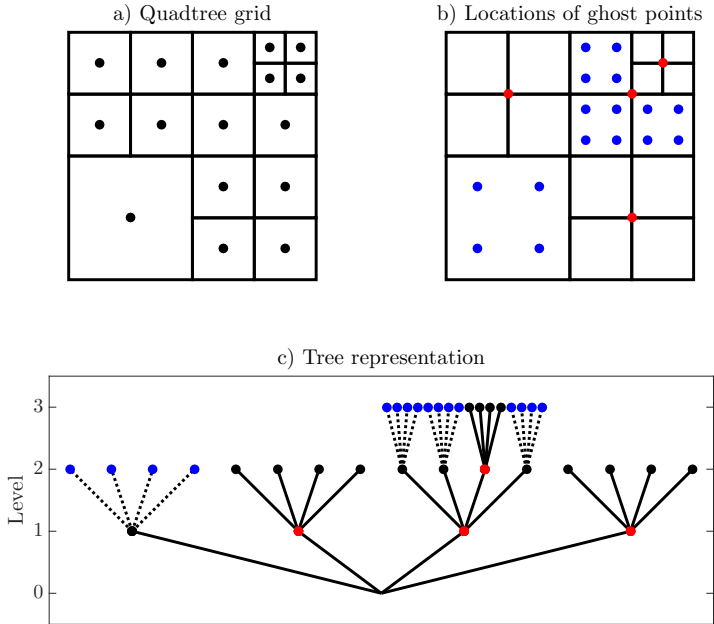 a) Quadtree grid
b) Locations of ghost points
c) Tree representation
3
2
1
0
Level